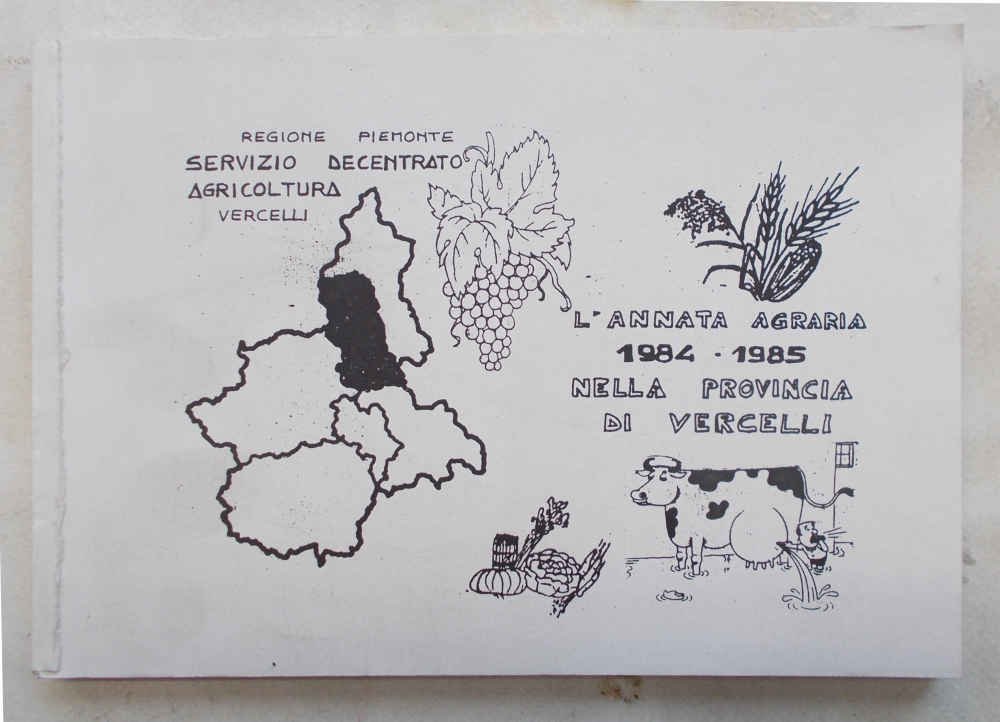 REGIONE PIEMONTE
SERVIZIO DECENTRATO
AGRICOLTURA
VERCELLI
L'ANNATA AGRARIA
1984 - 1985
NELLA PROVINCIA
DI VERCELLI